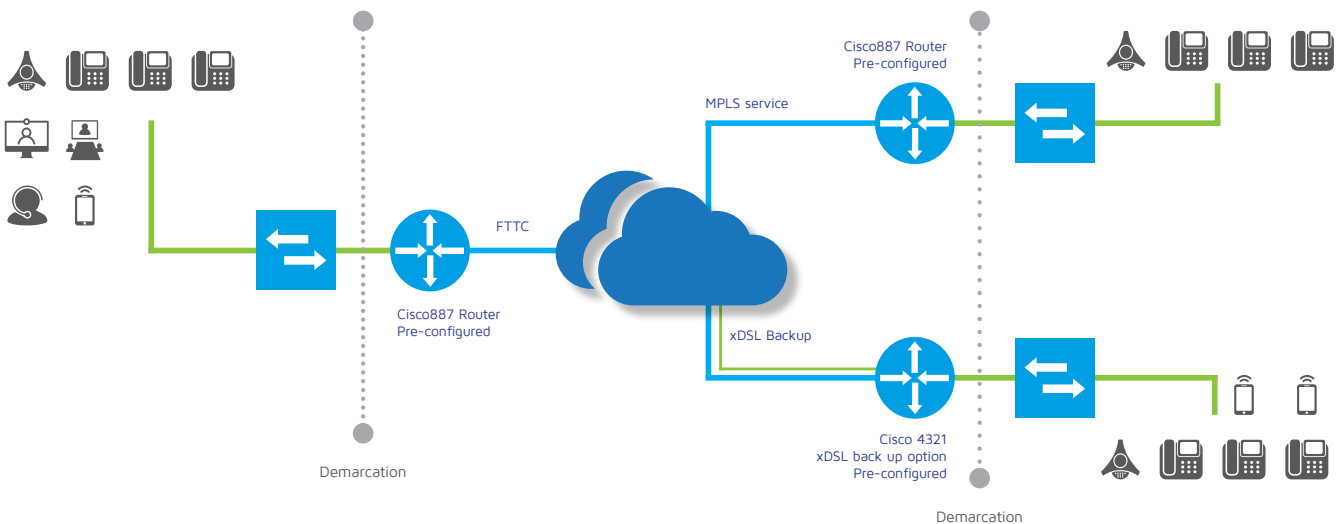 Cisco887 Router
Pre-configured
MPLS service
FTTC
Cisco887 Router
Pre-configured
xDSL Backup
Cisco 4321
xDSL back up option
Pre-configured
Demarcation
Demarcation